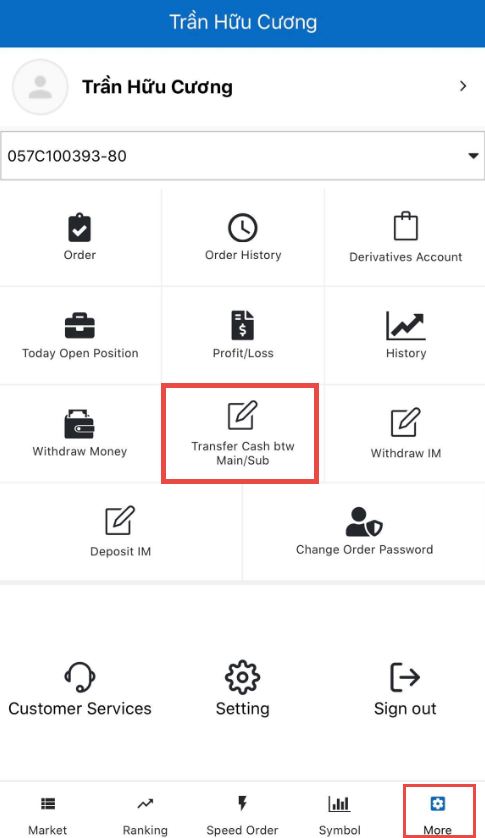 Trần Hữu Cương
Trần Hữu Cương
057C100393-80
Order
Order History
Derivatives Account
Today Open Position
Profit/Loss
History
Withdraw Money
Transfer Cash btw
Main/Sub
Withdraw IM
Deposit IM
Change Order Password
Customer Services
Setting
Sign out
Market
Ranking
Speed Order
Symbol
More